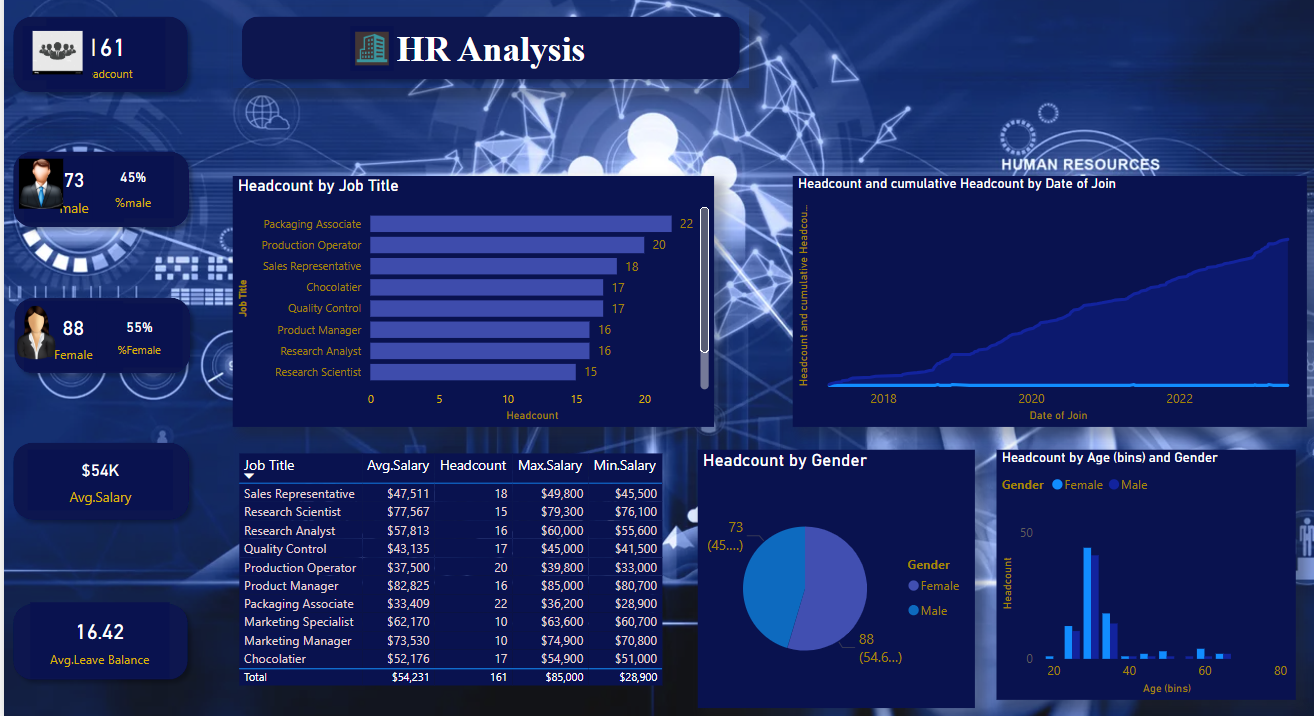 161
adcount
HR Analysis
HUMAN RESOURCES
73
male
45%
%male
88
Female
55%
%Female
$54K
Avg.Salary
16.42
Avg.Leave Balance
Headcount by Job Title
Job Title
Packaging Associate 22
Production Operator 20
Sales Representative 18
Chocolatier 17
Quality Control 17
Product Manager 16
Research Analyst 16
Research Scientist 15
0 5 10 15 20
Headcount
Headcount and cumulative Headcount by Date of Join
Headcount and cumulative Headcou...
2018 2020 2022
Date of Join
Job Title Avg.Salary Headcount Max.Salary Min.Salary
Sales Representative $47,511 18 $49,800 $45,500
Research Scientist $77,567 15 $79,300 $76,100
Research Analyst $57,813 16 $60,000 $55,600
Quality Control $43,135 17 $45,000 $41,500
Production Operator $37,500 20 $39,800 $33,000
Product Manager $82,825 16 $85,000 $80,700
Packaging Associate $33,409 22 $36,200 $28,900
Marketing Specialist $62,170 10 $63,600 $60,700
Marketing Manager $73,530 10 $74,900 $70,800
Chocolatier $52,176 17 $54,900 $51,000
Total $54,231 161 $85,000 $28,900
Headcount by Gender
73
(45....)
88
(54.6...)
Gender
Female
Male
Headcount by Age (bins) and Gender
Gender Female Male
Headcount
50
0
20 40 60 80
Age (bins)